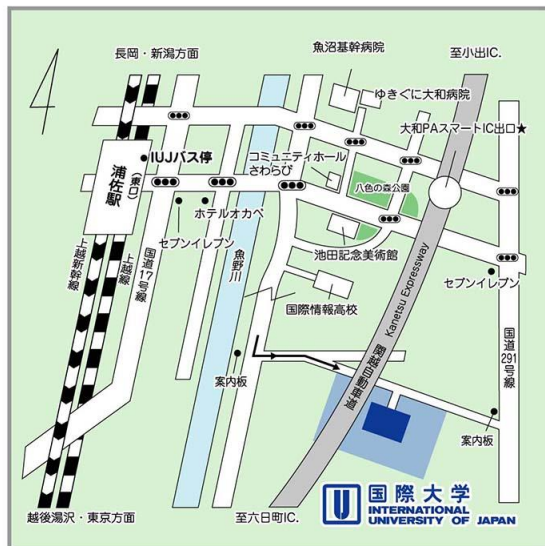 長岡・新潟方面
魚沼基幹病院
至小出IC.
ゆきぐに大和病院
大和PAスマートIC出口★
IUJバス停
コミュニティホール
さわらび
浦佐駅
(東口)
八色の森公園
ホテルオカベ
セブンイレブン
池田記念美術館
上越新幹線
上越線
国道17号線
魚野川
Kanetsu Expressway
セブンイレブン
国際情報高校
関越自動車道
国道
291
号線
案内板
案内板
越後湯沢・東京方面
至六日町IC.
国際大学
INTERNATIONAL
UNIVERSITY OF JAPAN